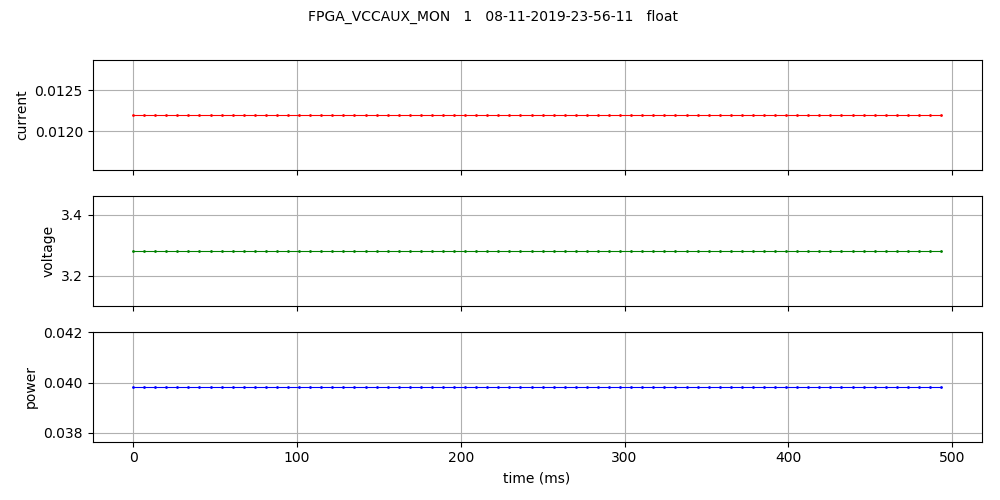 FPGA_VCCAUX_MON 1 08-11-2019-23-56-11 float
0.0125
0.0120
current
3.4
3.2
voltage
0.042
0.040
0.038
power
0 100 200 300 400 500
time (ms)